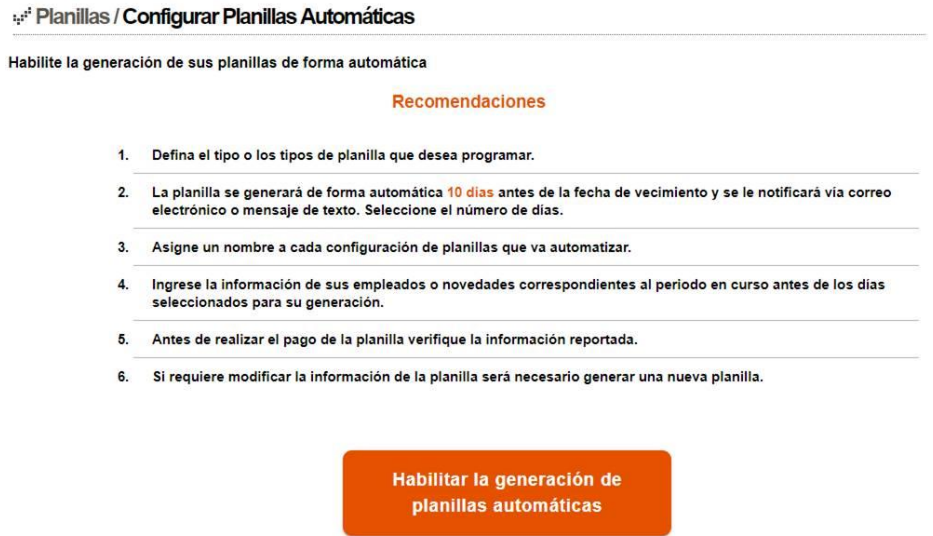 Planillas / Configurar Planillas Automáticas
Habilite la generación de sus planillas de forma automática
Recomendaciones
1. Defina el tipo o los tipos de planilla que desea programar.
2. La planilla se generará de forma automática 10 días antes de la fecha de vecimiento y se le notificará vía correo
electrónico o mensaje de texto. Seleccione el número de días.
3. Asigne un nombre a cada configuración de planillas que va automatizar.
4. Ingrese la información de sus empleados o novedades correspondientes al periodo en curso antes de los días
seleccionados para su generación.
5. Antes de realizar el pago de la planilla verifique la información reportada.
6. Si requiere modificar la información de la planilla será necesario generar una nueva planilla.
Habilitar la generación de
planillas automáticas